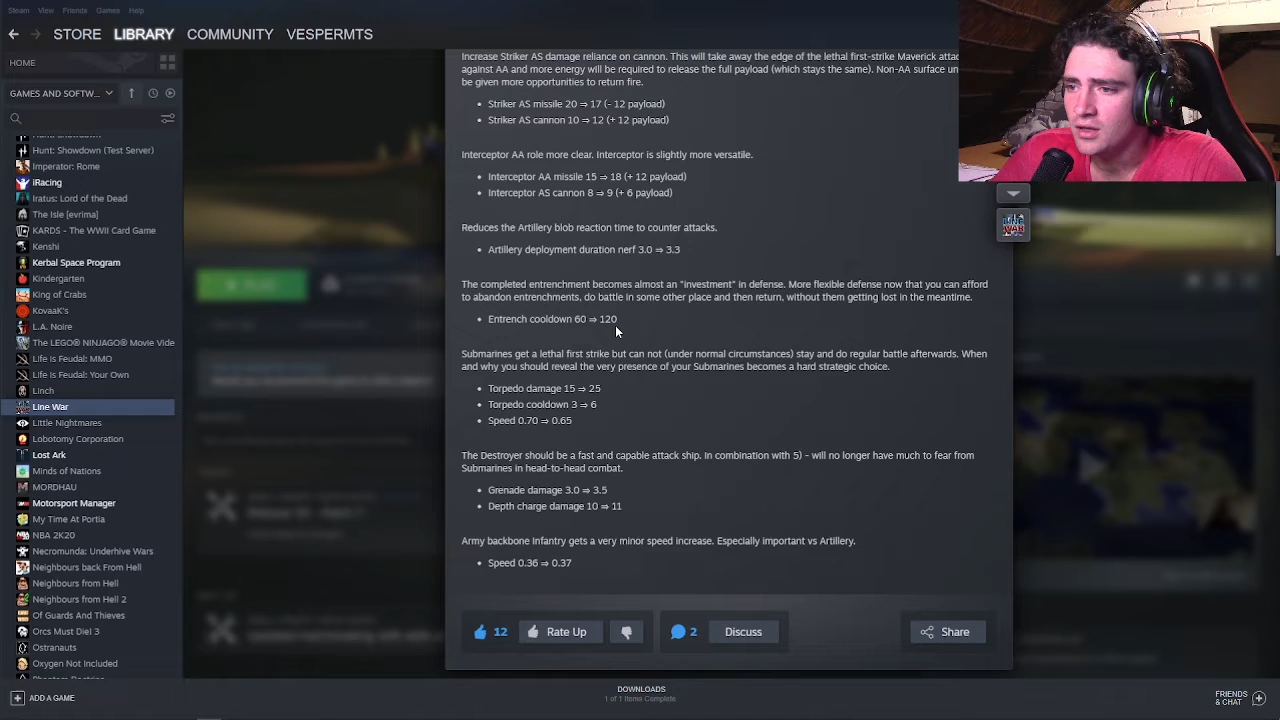 Steam View Friends Games Help
STORE LIBRARY COMMUNITY VESPERMTS
HOME
GAMES AND SOFTW...
Hunt: Showdown (Test Server)
Imperator: Rome
iRacing
Iratus: Lord of the Dead
The Isle [evrima]
KARDS - The WWII Card Game
Kenshi
Kerbal Space Program
Kindergarten
King of Crabs
KovaaK's
L.A. Noire
The LEGO® NINJAGO® Movie Vide
Life is Feudal: MMO
Life is Feudal: Your Own
Linch
Line War
Little Nightmares
Lobotomy Corporation
Lost Ark
Minds of Nations
MORDHAU
Motorsport Manager
My Time At Portia
NBA 2K20
Necromunda: Underhive Wars
Neighbours back From Hell
Neighbours from Hell
Neighbours from Hell 2
Of Guards And Thieves
Orcs Must Die! 3
Ostranauts
Oxygen Not Included
Increase Striker AS damage reliance on cannon. This will take away the edge of the lethal first-strike Maverick
against AA and more energy will be required to release the full payload (which stays the same). Non-AA surface
be given more opportunities to return fire.
• Striker AS missile 20 ⇒ 17 (- 12 payload)
• Striker AS cannon 10 ⇒ 12 (+ 12 payload)
Interceptor AA role more clear. Interceptor is slightly more versatile.
• Interceptor AA missile 15 ⇒ 18 (+ 12 payload)
• Interceptor AS cannon 8 ⇒ 9 (+ 6 payload)
Reduces the Artillery blob reaction time to counter attacks.
• Artillery deployment duration nerf 3.0 ⇒ 3.3
The completed entrenchment becomes almost an "investment" in defense. More flexible defense now that you can afford
to abandon entrenchments, do battle in some other place and then return, without them getting lost in the meantime.
• Entrench cooldown 60 ⇒ 120
Submarines get a lethal first strike but can not (under normal circumstances) stay and do regular battle afterwards. When
and why you should reveal the very presence of your Submarines becomes a hard strategic choice.
• Torpedo damage 15 ⇒ 25
• Torpedo cooldown 3 ⇒ 6
• Speed 0.70 ⇒ 0.65
The Destroyer should be a fast and capable attack ship. In combination with 5) - will no longer have much to fear from
Submarines in head-to-head combat.
• Grenade damage 3.0 ⇒ 3.5
• Depth charge damage 10 ⇒ 11
Army backbone Infantry gets a very minor speed increase. Especially important vs Artillery.
• Speed 0.36 ⇒ 0.37
12 Rate Up 2 Discuss Share
LINE WAR
ADD A GAME
DOWNLOADS
1 of 1 Items Complete
FRIENDS
& CHAT